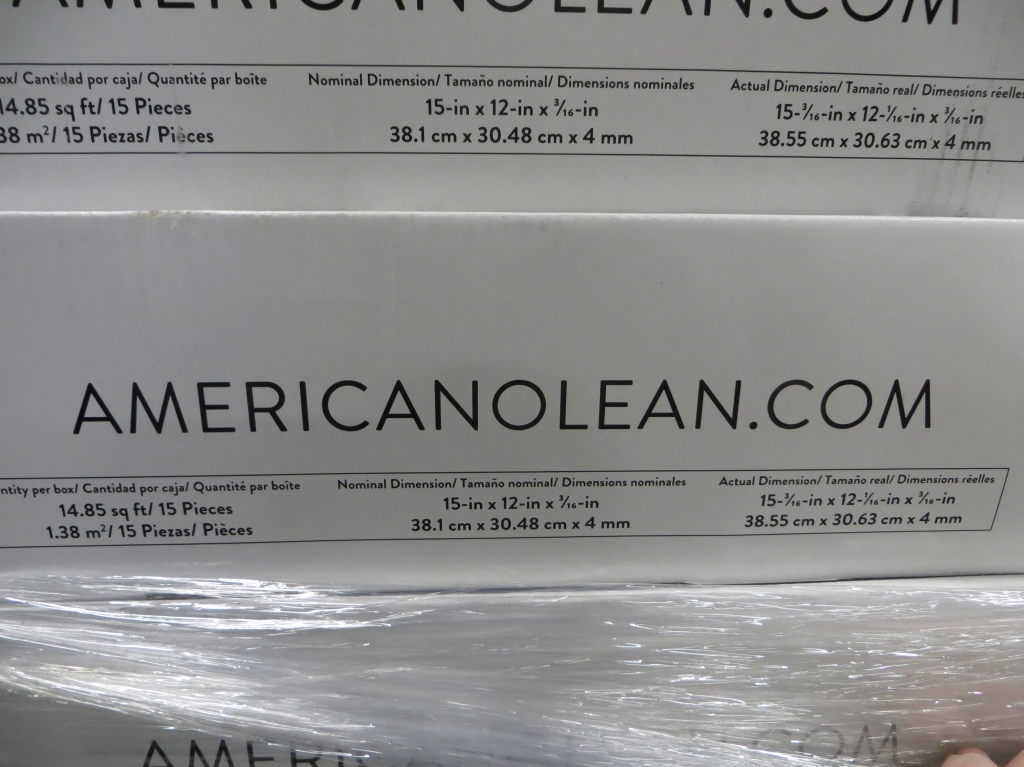 AMERICANOLEAN.COM
ox/ Cantidad por caja/ Quantité par boîte
14.85 sq ft/ 15 Pieces
38 m²/ 15 Piezas/ Pièces
Nominal Dimension/ Tamaño nominal/ Dimensions nominales
15-in x 12-in x ³⁄₁₆-in
38.1 cm x 30.48 cm x 4 mm
Actual Dimension/ Tamaño real/ Dimensions réelles
15-³⁄₁₆-in x 12-¹⁄₁₆-in x ³⁄₁₆-in
38.55 cm x 30.63 cm x 4 mm
AMERICANOLEAN.COM
ntity per box/ Cantidad por caja/ Quantité par boîte
14.85 sq ft/ 15 Pieces
1.38 m²/ 15 Piezas/ Pièces
Nominal Dimension/ Tamaño nominal/ Dimensions nominales
15-in x 12-in x ³⁄₁₆-in
38.1 cm x 30.48 cm x 4 mm
Actual Dimension/ Tamaño real/ Dimensions réelles
15-³⁄₁₆-in x 12-¹⁄₁₆-in x ³⁄₁₆-in
38.55 cm x 30.63 cm x 4 mm